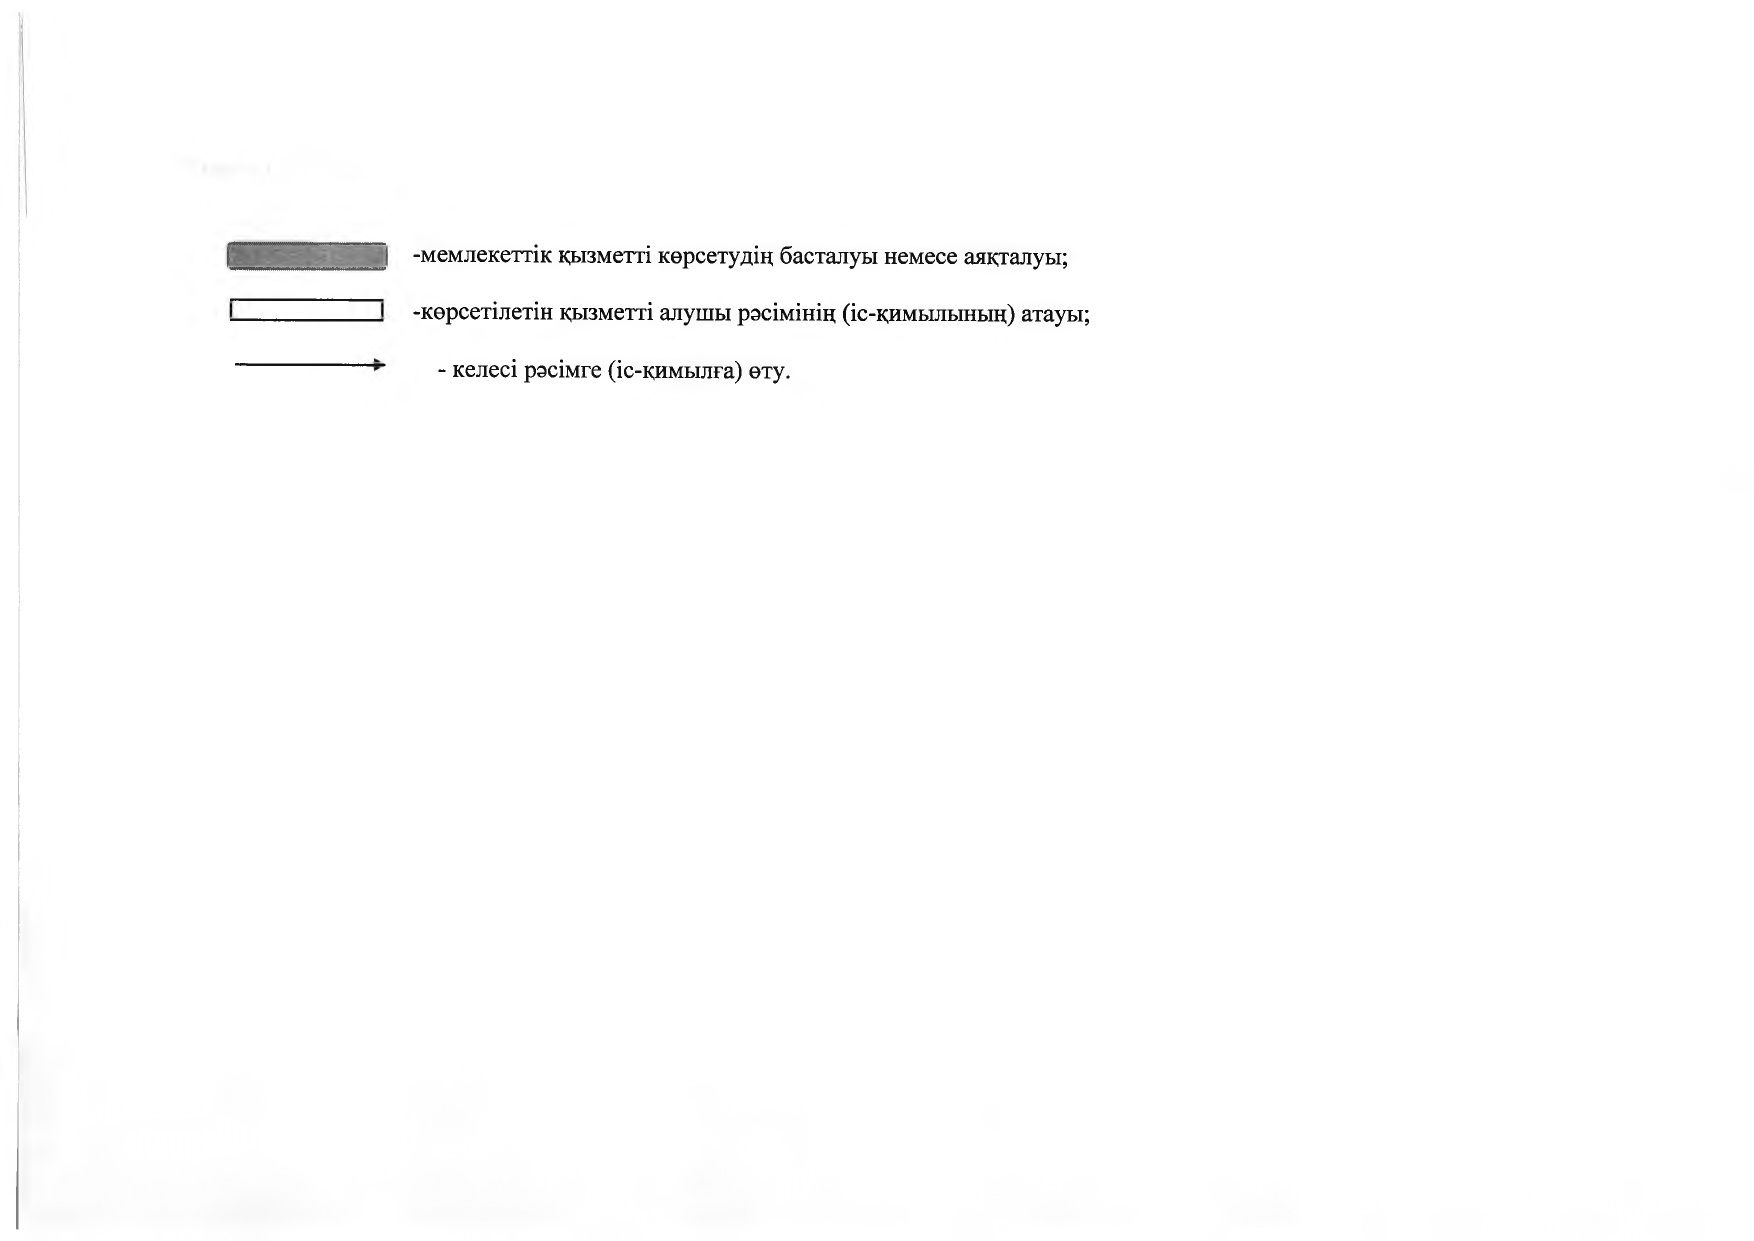 -мемлекеттік қызметті көрсетудің басталуы немесе аяқталуы;
-көрсетілетін қызметті алушы рәсімінің (іс-қимылының) атауы;
- келесі рәсімге (іс-қимылға) өту.